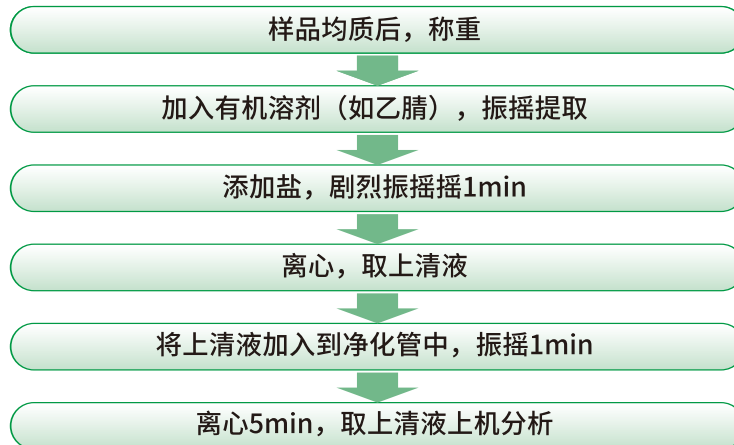 样品均质后，称重
加入有机溶剂（如乙腈），振摇提取
添加盐，剧烈振摇摇1min
离心，取上清液
将上清液加入到净化管中，振摇1min
离心5min，取上清液上机分析